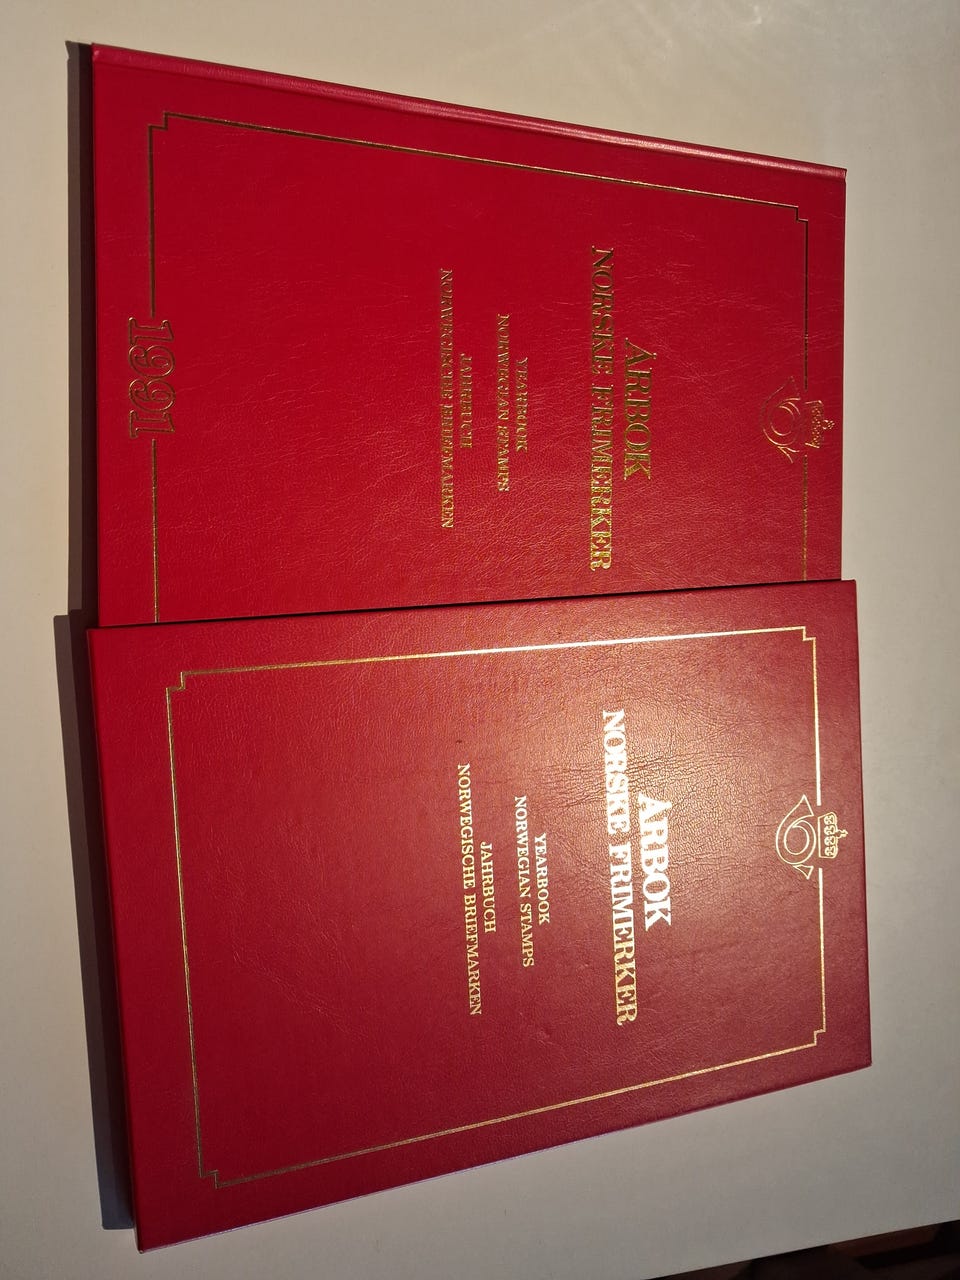 ÅRBOK
NORSKE FRIMERKER
YEARBOOK
NORWEGIAN STAMPS
JAHRBUCH
NORWEGISCHE BRIEFMARKEN
1991
ÅRBOK
NORSKE FRIMERKER
YEARBOOK
NORWEGIAN STAMPS
JAHRBUCH
NORWEGISCHE BRIEFMARKEN